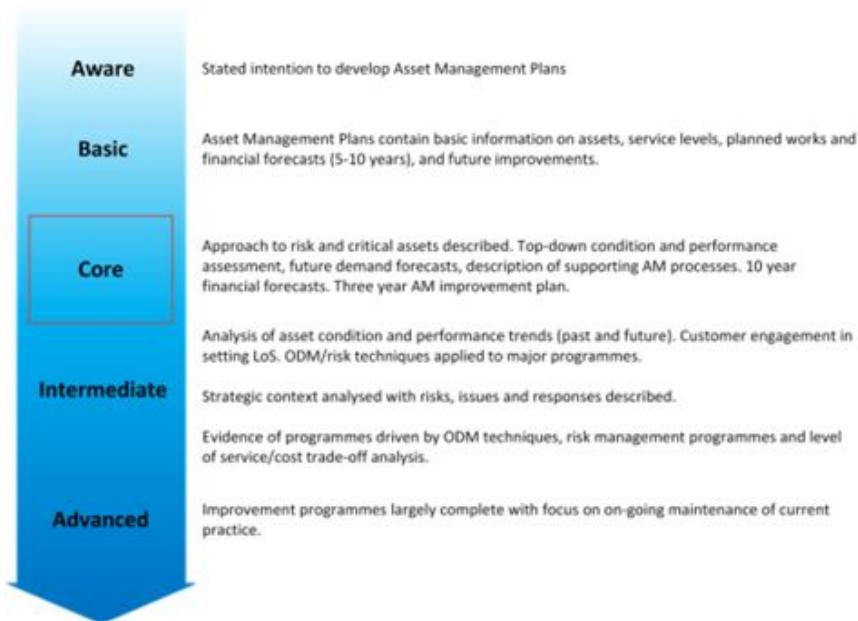 Aware
Stated intention to develop Asset Management Plans
Basic
Asset Management Plans contain basic information on assets, service levels, planned works and
financial forecasts (5-10 years), and future improvements.
Core
Approach to risk and critical assets described. Top-down condition and performance
assessment, future demand forecasts, description of supporting AM processes. 10 year
financial forecasts. Three year AM improvement plan.
Intermediate
Analysis of asset condition and performance trends (past and future). Customer engagement in
setting LoS. ODM/risk techniques applied to major programmes.
Strategic context analysed with risks, issues and responses described.
Evidence of programmes driven by ODM techniques, risk management programmes and level
of service/cost trade-off analysis.
Advanced
Improvement programmes largely complete with focus on on-going maintenance of current
practice.